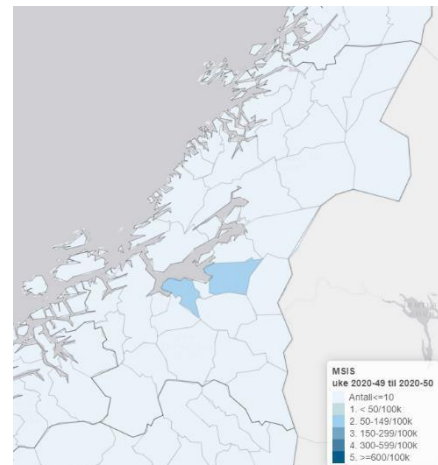 MSIS
uke 2020-49 til 2020-50
Antall<=10
1. < 50/100k
2. 50-149/100k
3. 150-299/100k
4. 300-599/100k
5. >=600/100k